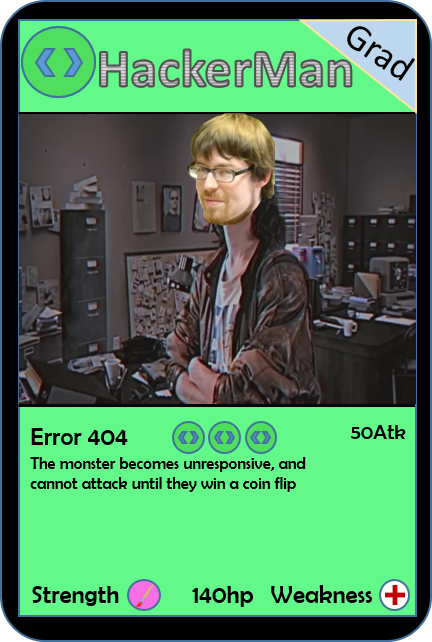 HackerMan
Grad
Error 404
50Atk
The monster becomes unresponsive, and
cannot attack until they win a coin flip
Strength
140hp
Weakness